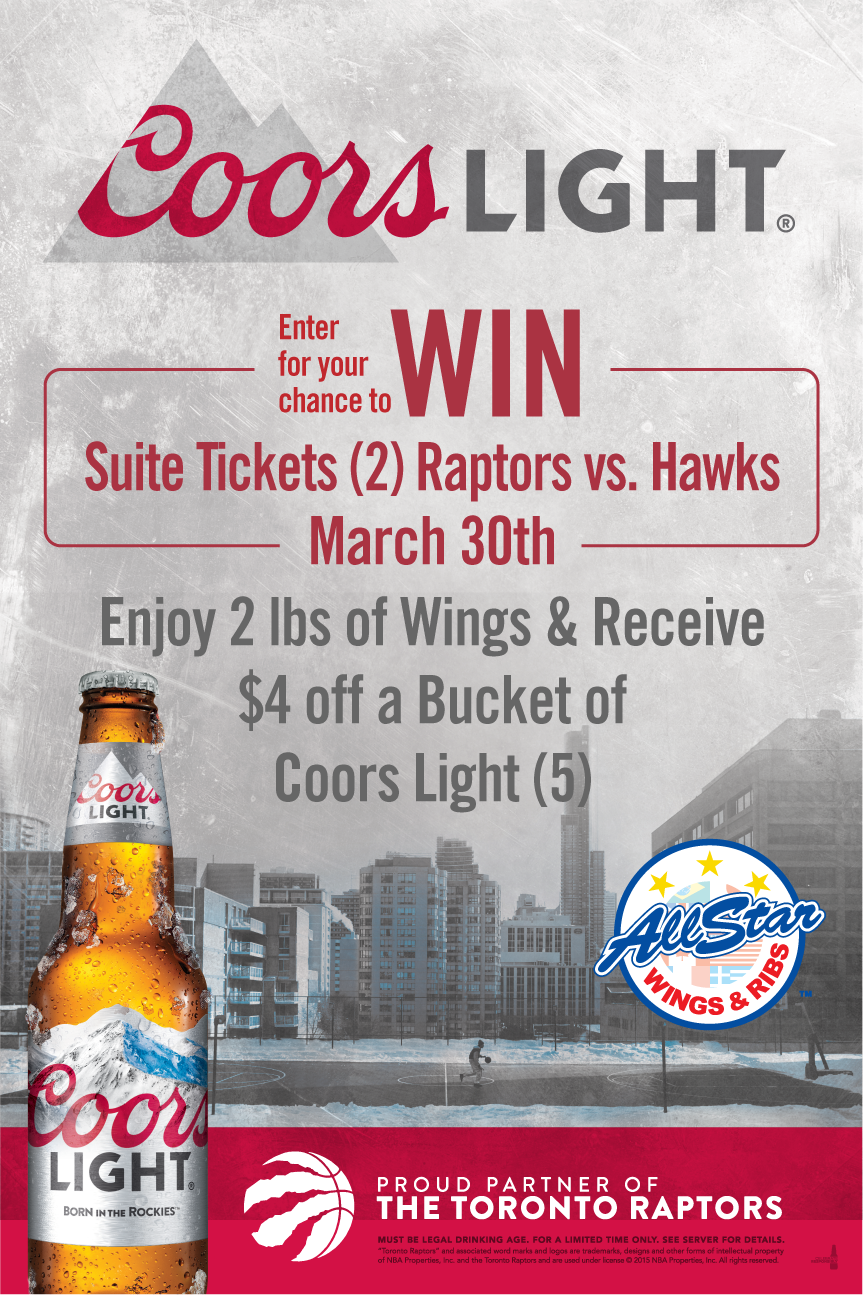 Coors LIGHT®
Enter
for your
chance to
WIN
Suite Tickets (2) Raptors vs. Hawks
March 30th
Enjoy 2 lbs of Wings & Receive
$4 off a Bucket of
Coors Light (5)
Coors
LIGHT
AllStar
WINGS & RIBS™
Coors
LIGHT®
BORN IN THE ROCKIES™
PROUD PARTNER OF
THE TORONTO RAPTORS
MUST BE LEGAL DRINKING AGE. FOR A LIMITED TIME ONLY. SEE SERVER FOR DETAILS.
"Toronto Raptors" and associated word marks and logos are trademarks, designs and other forms of intellectual property
of NBA Properties, Inc. and the Toronto Raptors and are used under license © 2015 NBA Properties, Inc. All rights reserved.